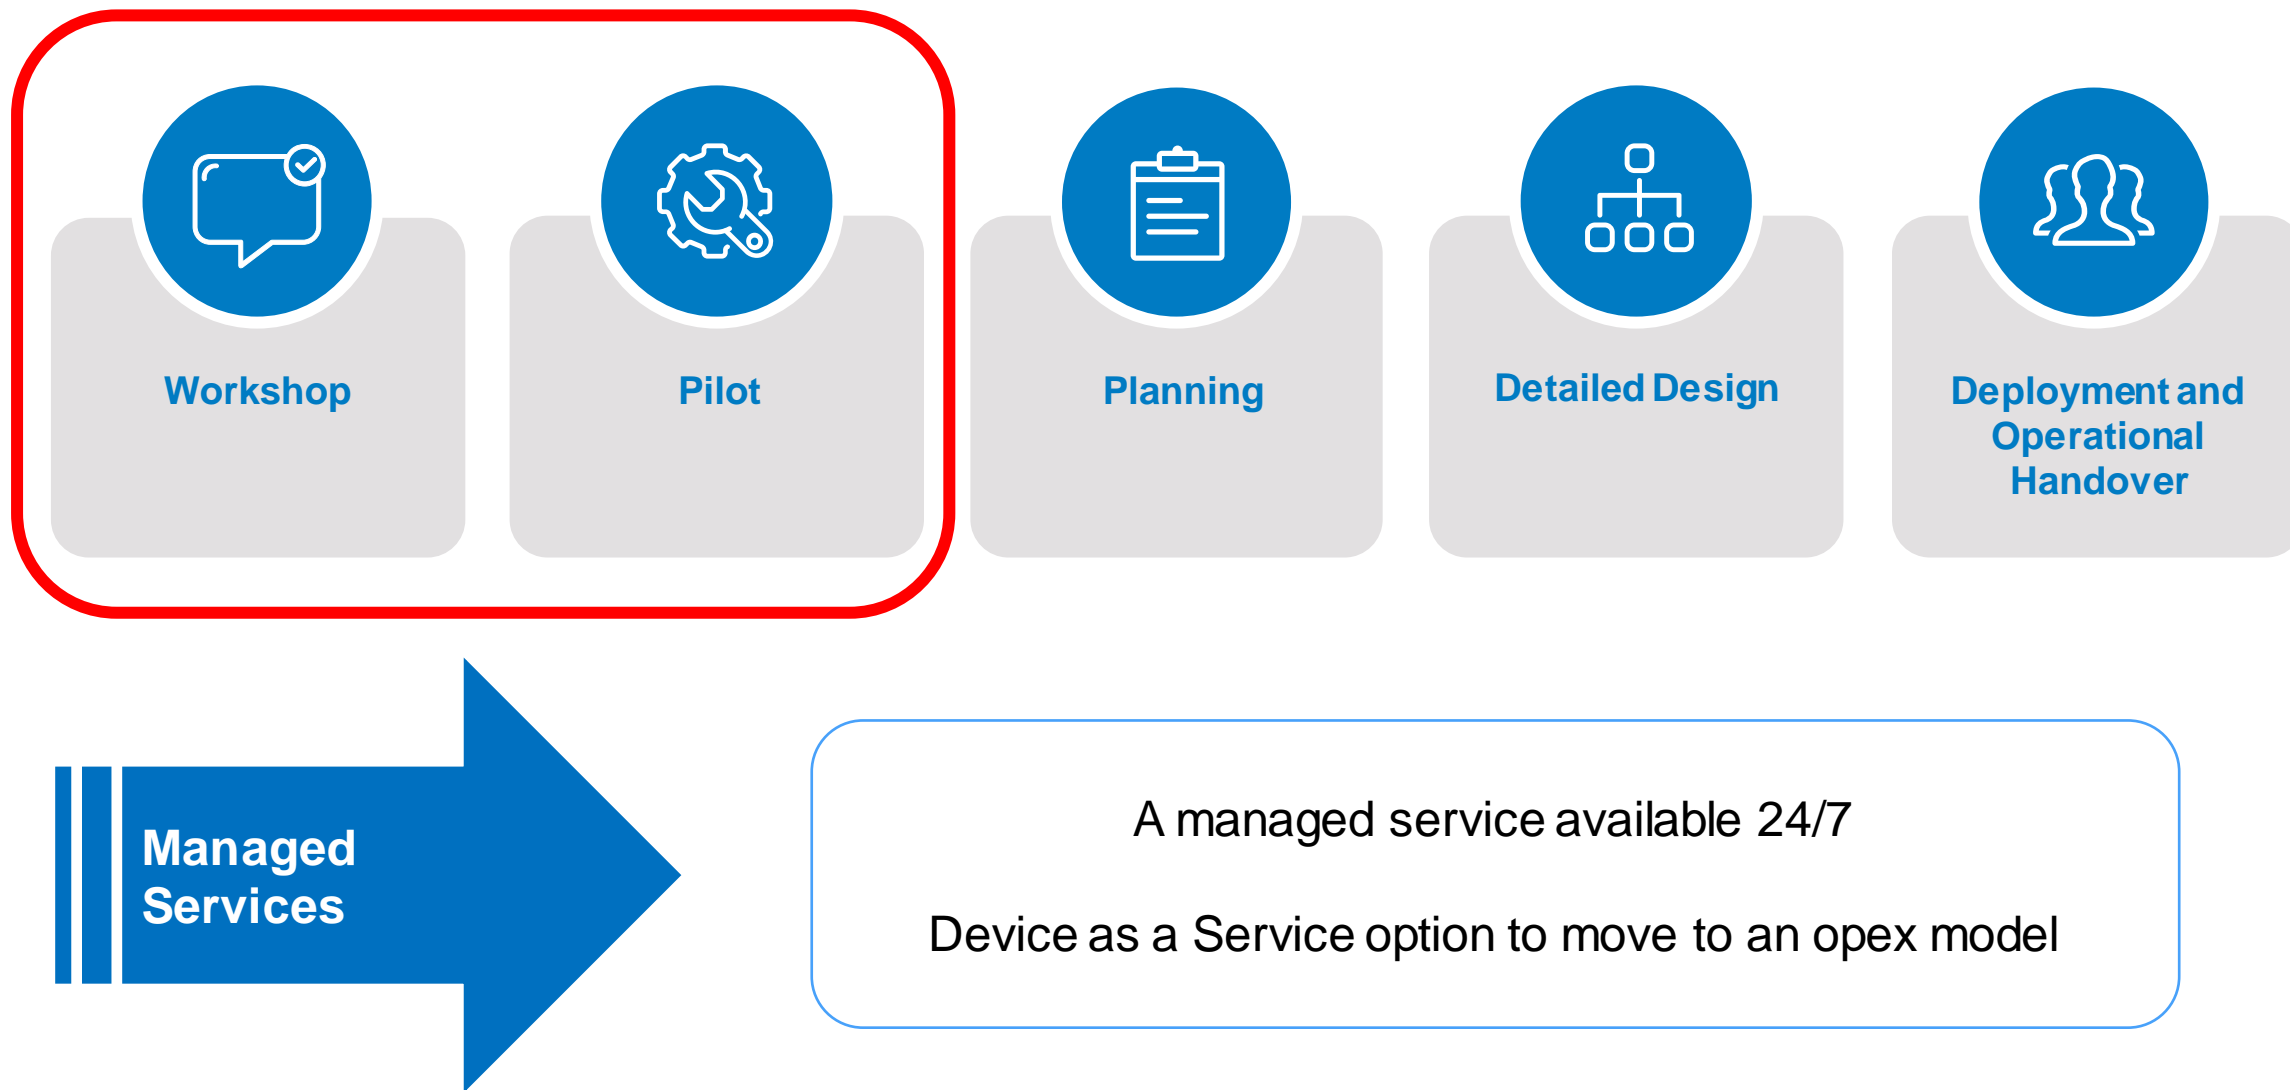 Workshop
Pilot
Planning
Detailed Design
Deployment and
Operational
Handover
Managed
Services
A managed service available 24/7
Device as a Service option to move to an opex model